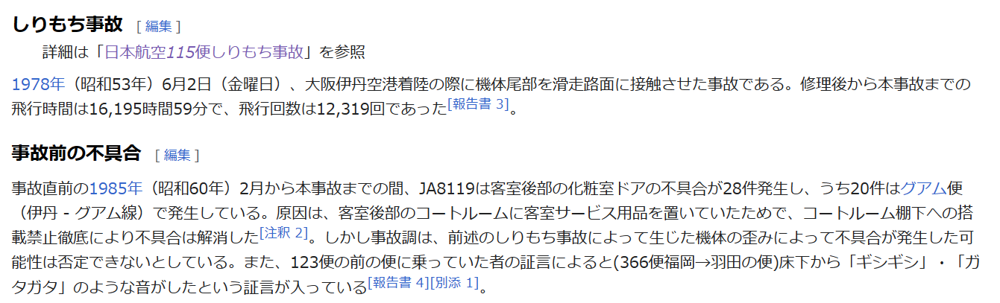 しりもち事故 [ 編集 ]
詳細は「日本航空115便しりもち事故」を参照
1978年（昭和53年）6月2日（金曜日）、大阪伊丹空港着陸の際に機体尾部を滑走路面に接触させた事故である。修理後から本事故までの
飛行時間は16,195時間59分で、飛行回数は12,319回であった[報告書 3]。
事故前の不具合 [ 編集 ]
事故直前の1985年（昭和60年）2月から本事故までの間、JA8119は客室後部の化粧室ドアの不具合が28件発生し、うち20件はグアム便
（伊丹 - グアム線）で発生している。原因は、客室後部のコートルームに客室サービス用品を置いていたためで、コートルーム棚下への搭
載禁止徹底により不具合は解消した[注釈 2]。しかし事故調は、前述のしりもち事故によって生じた機体の歪みによって不具合が発生した可
能性は否定できないとしている。また、123便の前の便に乗っていた者の証言によると(366便福岡→羽田の便)床下から「ギシギシ」・「ガ
タガタ」のような音がしたという証言が入っている[報告書 4][別添 1]。